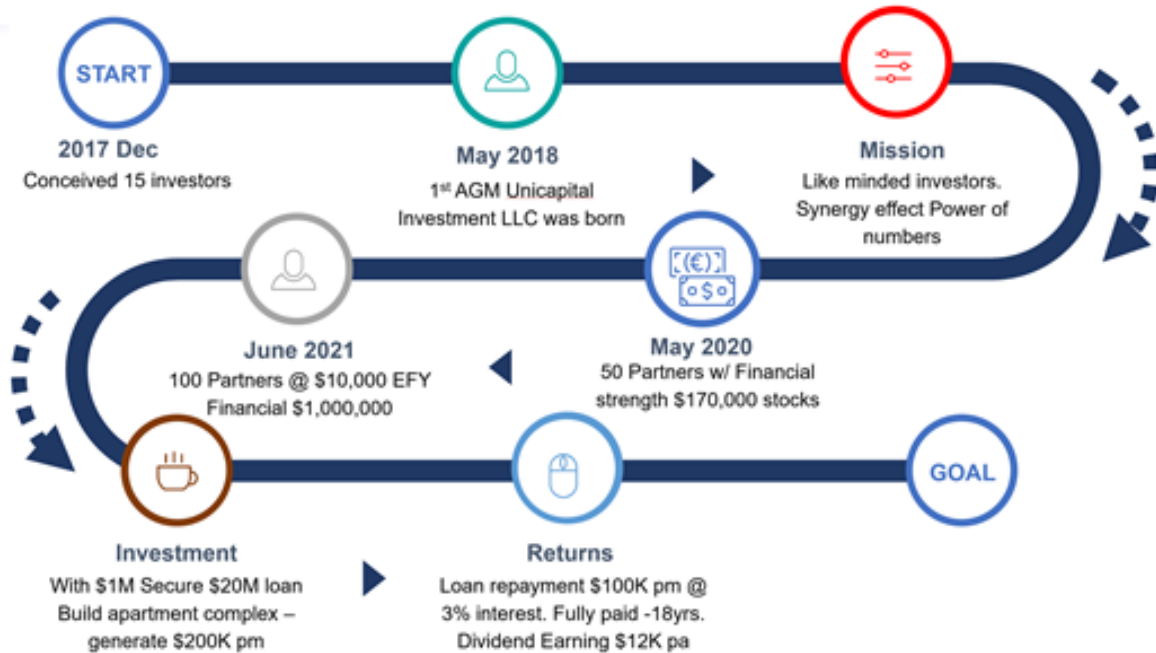 START
2017 Dec
Conceived 15 investors
May 2018
1st AGM Unicapital
Investment LLC was born
Mission
Like minded investors.
Synergy effect Power of
numbers
(€)
$
May 2020
50 Partners w/ Financial
strength $170,000 stocks
June 2021
100 Partners @ $10,000 EFY
Financial $1,000,000
Investment
With $1M Secure $20M loan
Build apartment complex –
generate $200K pm
Returns
Loan repayment $100K pm @
3% interest. Fully paid -18yrs.
Dividend Earning $12K pa
GOAL